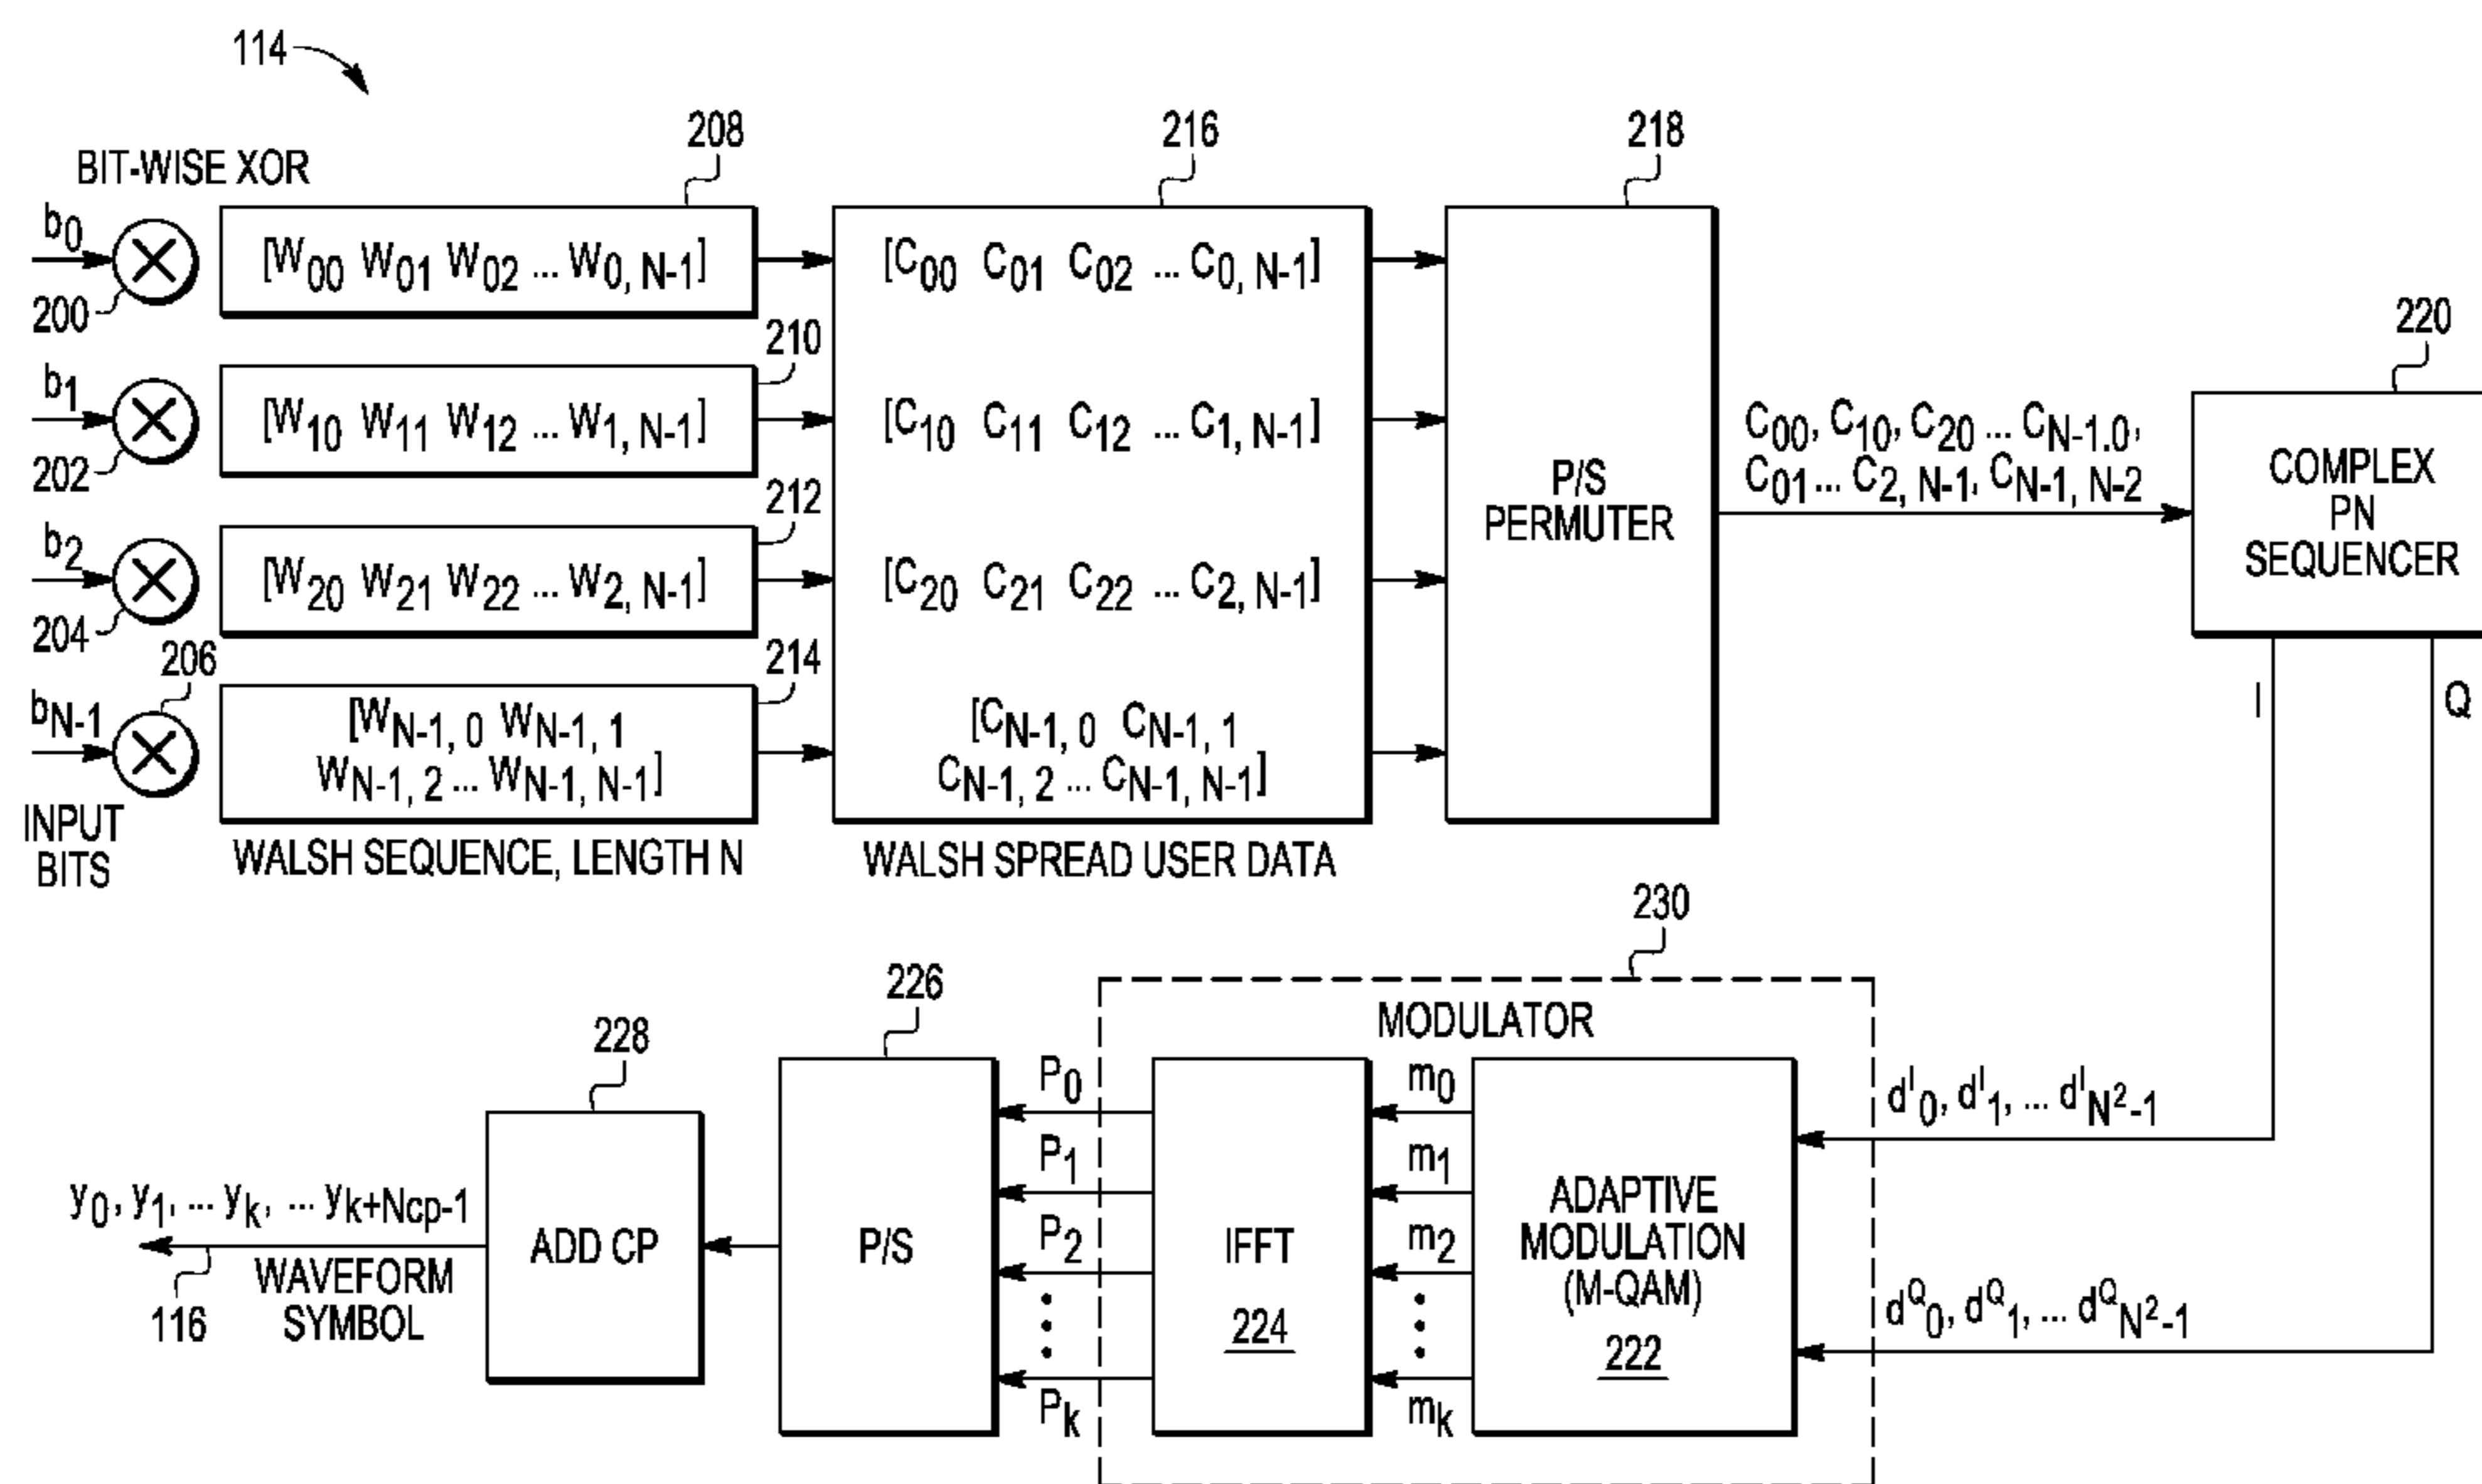 114
BIT-WISE XOR
208
216
218
b0
200
[W00 W01 W02 ... W0, N-1]
[C00 C01 C02 ... C0, N-1]
210
b1
202
[W10 W11 W12 ... W1, N-1]
[C10 C11 C12 ... C1, N-1]
212
b2
204
[W20 W21 W22 ... W2, N-1]
[C20 C21 C22 ... C2, N-1]
206
214
bN-1
[WN-1, 0 WN-1, 1
WN-1, 2 ... WN-1, N-1]
[CN-1, 0 CN-1, 1
CN-1, 2 ... CN-1, N-1]
INPUT
BITS
WALSH SEQUENCE, LENGTH N
WALSH SPREAD USER DATA
P/S
PERMUTER
C00, C10, C20 ... CN-1.0,
C01 ... C2, N-1, CN-1, N-2
220
COMPLEX
PN
SEQUENCER
I
Q
230
MODULATOR
dI0, dI1, ... dIN2-1
dQ0, dQ1, ... dQN2-1
ADAPTIVE
MODULATION
(M-QAM)
222
m0
m1
m2
mk
IFFT
224
P0
P1
P2
Pk
226
P/S
228
ADD CP
y0, y1, ... yk, ... yk+Ncp-1
WAVEFORM
SYMBOL
116